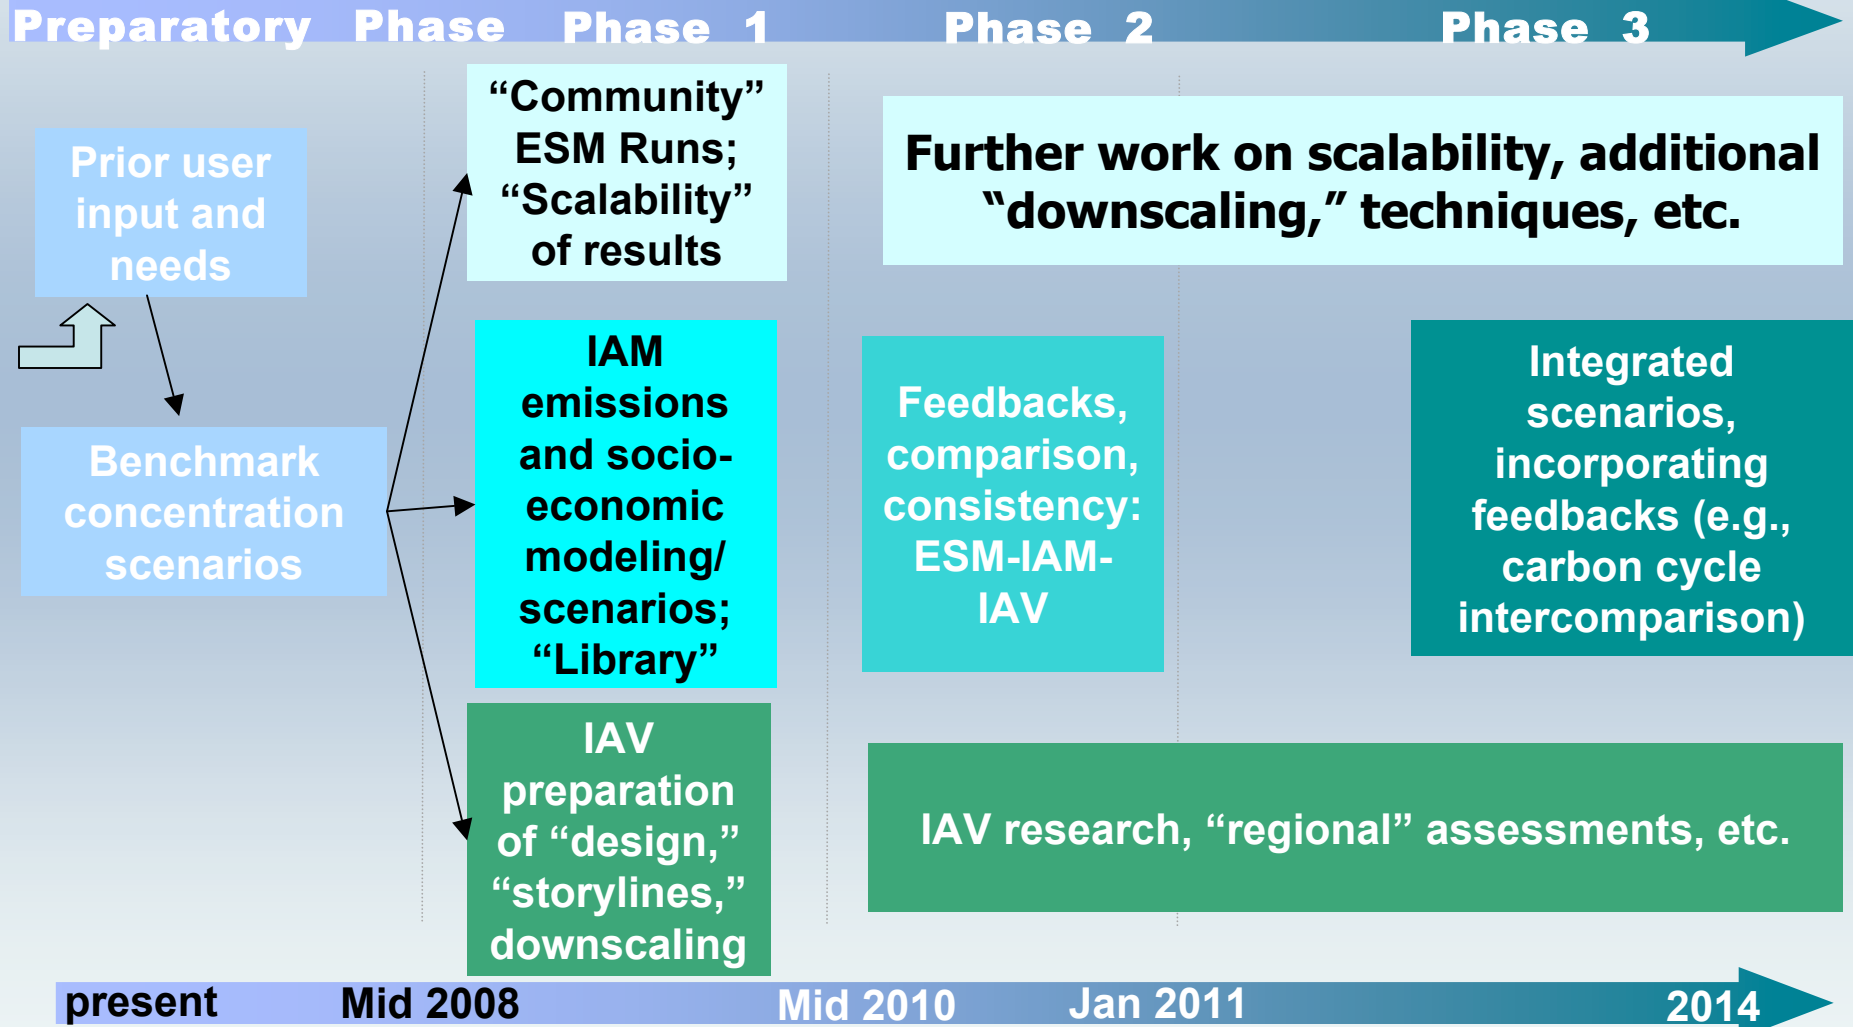 Preparatory Phase Phase 1 Phase 2 Phase 3
Prior user
input and
needs
Benchmark
concentration
scenarios
“Community”
ESM Runs;
“Scalability”
of results
IAM
emissions
and socio-
economic
modeling/
scenarios;
“Library”
IAV
preparation
of “design,”
“storylines,”
downscaling
Further work on scalability, additional
“downscaling,” techniques, etc.
Feedbacks,
comparison,
consistency:
ESM-IAM-
IAV
Integrated
scenarios,
incorporating
feedbacks (e.g.,
carbon cycle
intercomparison)
IAV research, “regional” assessments, etc.
present Mid 2008 Mid 2010 Jan 2011 2014